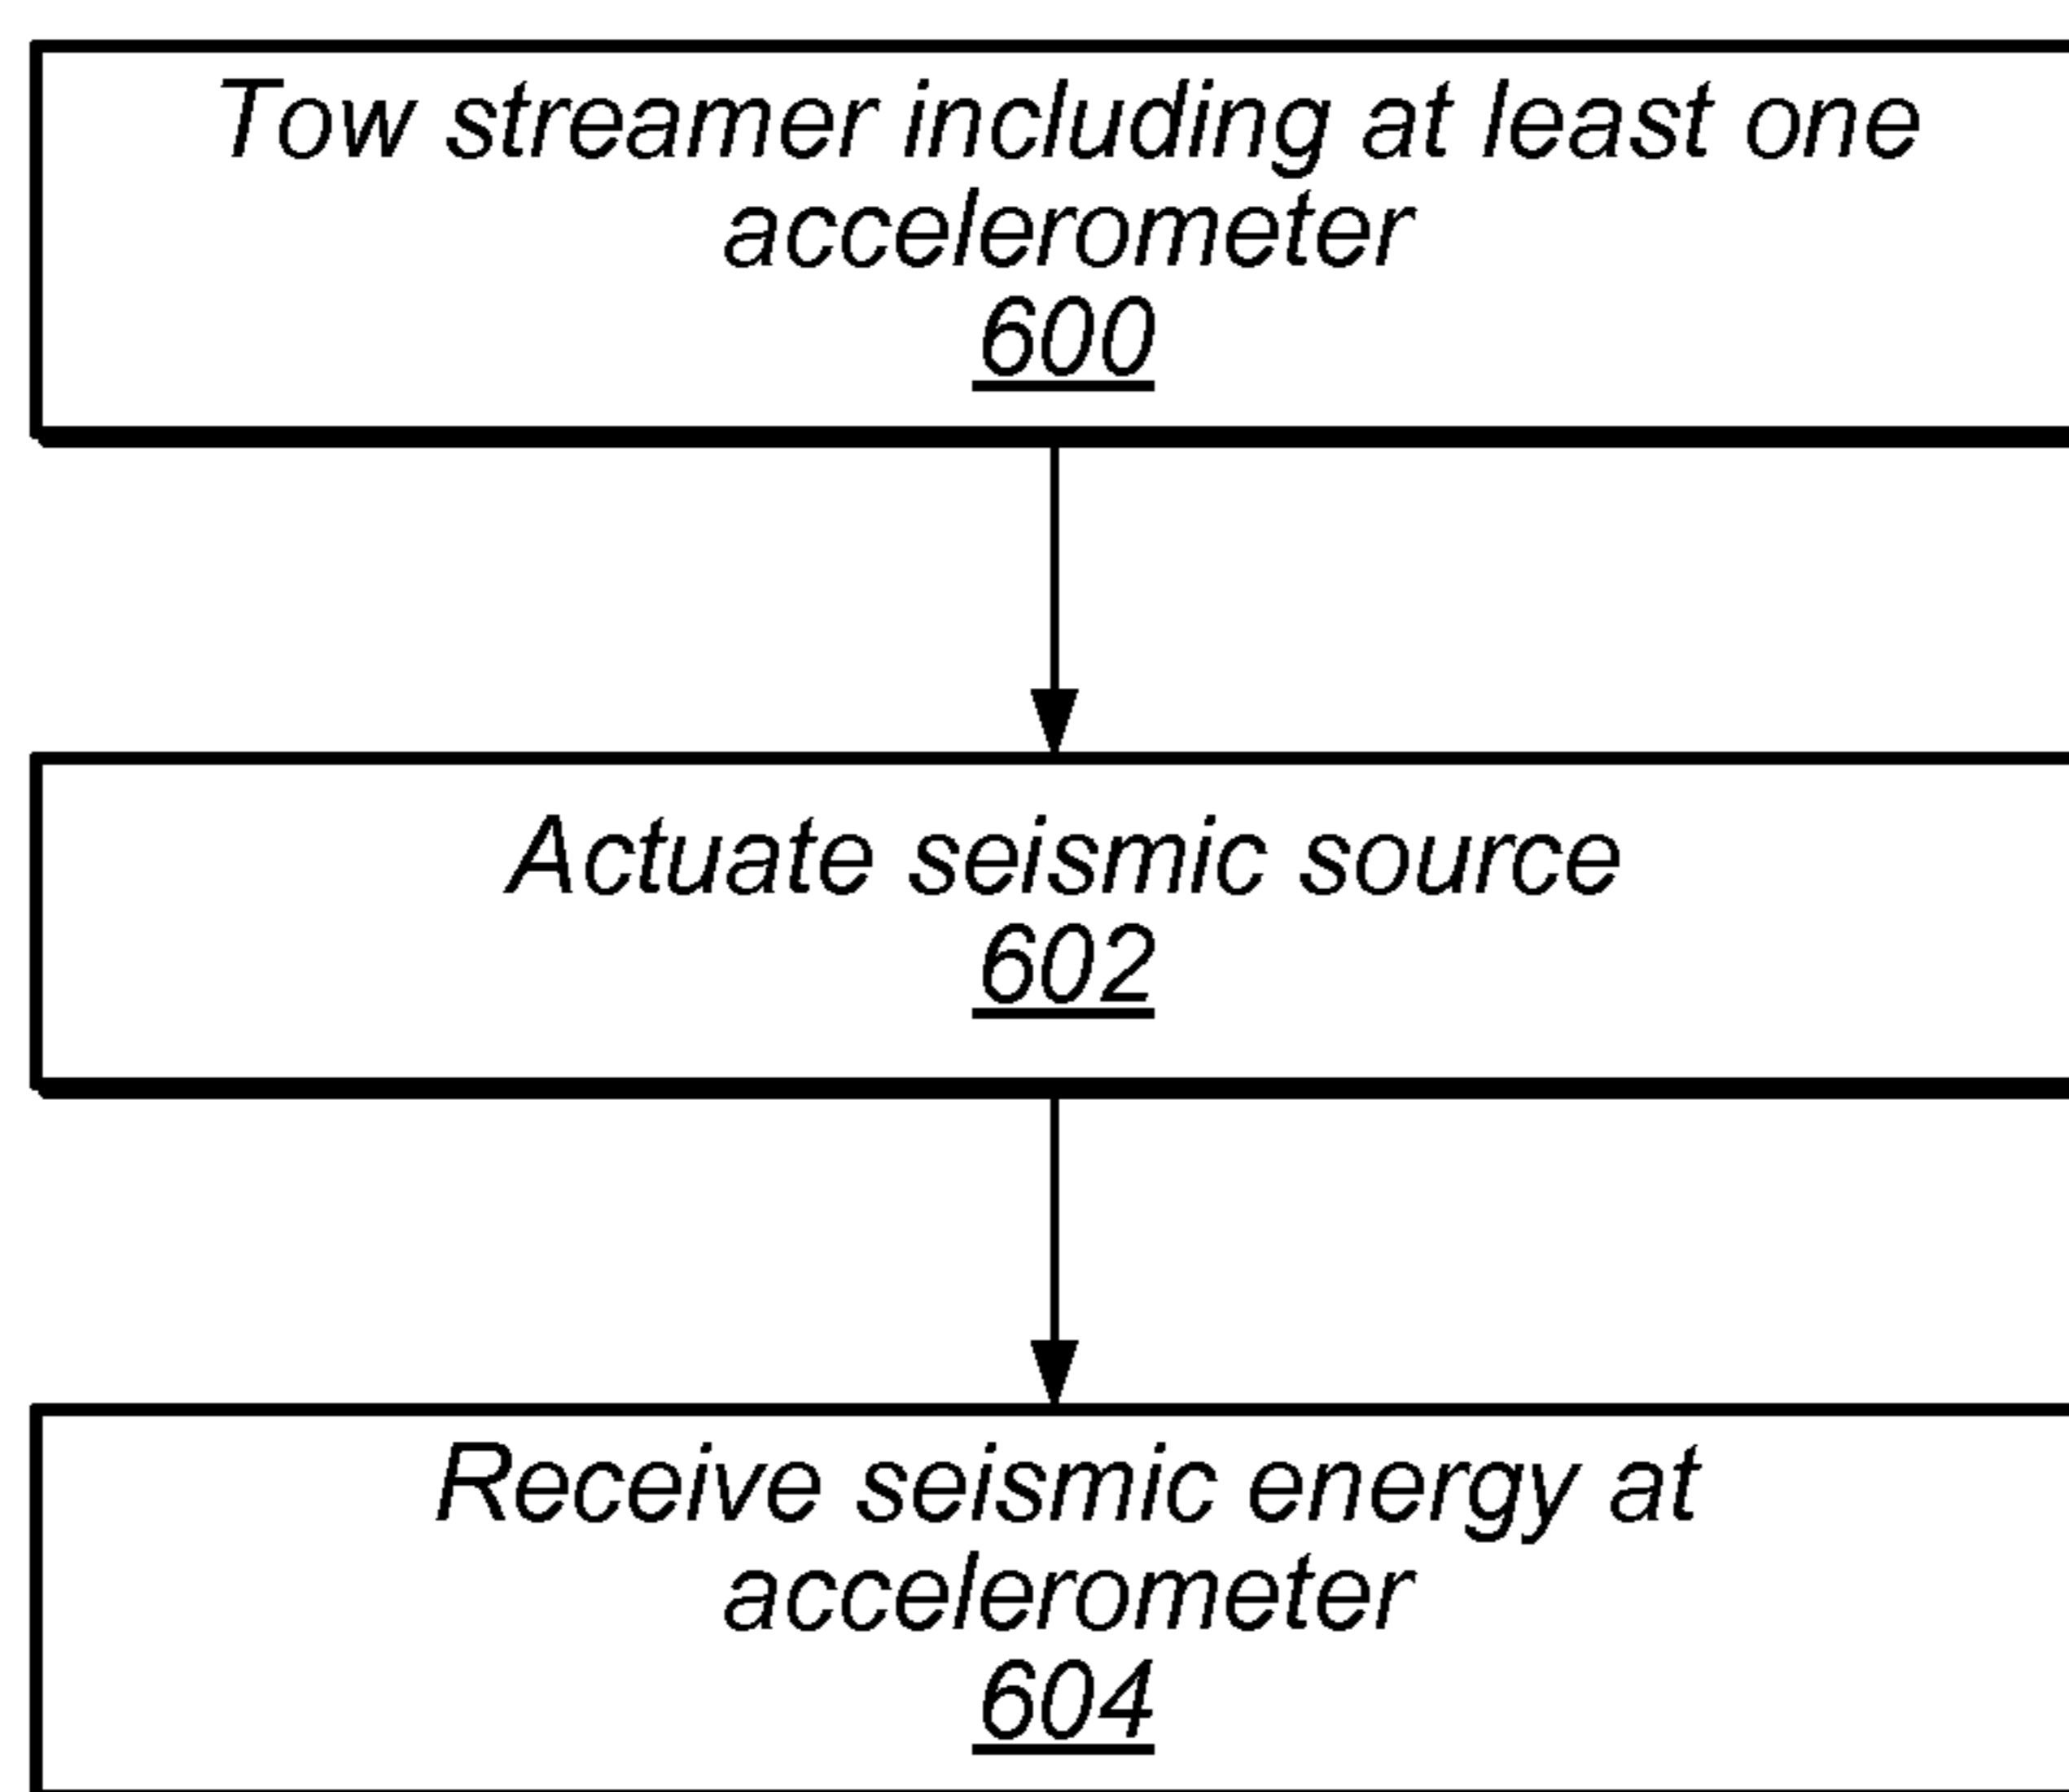 Tow streamer including at least one
accelerometer
600
Actuate seismic source
602
Receive seismic energy at
accelerometer
604